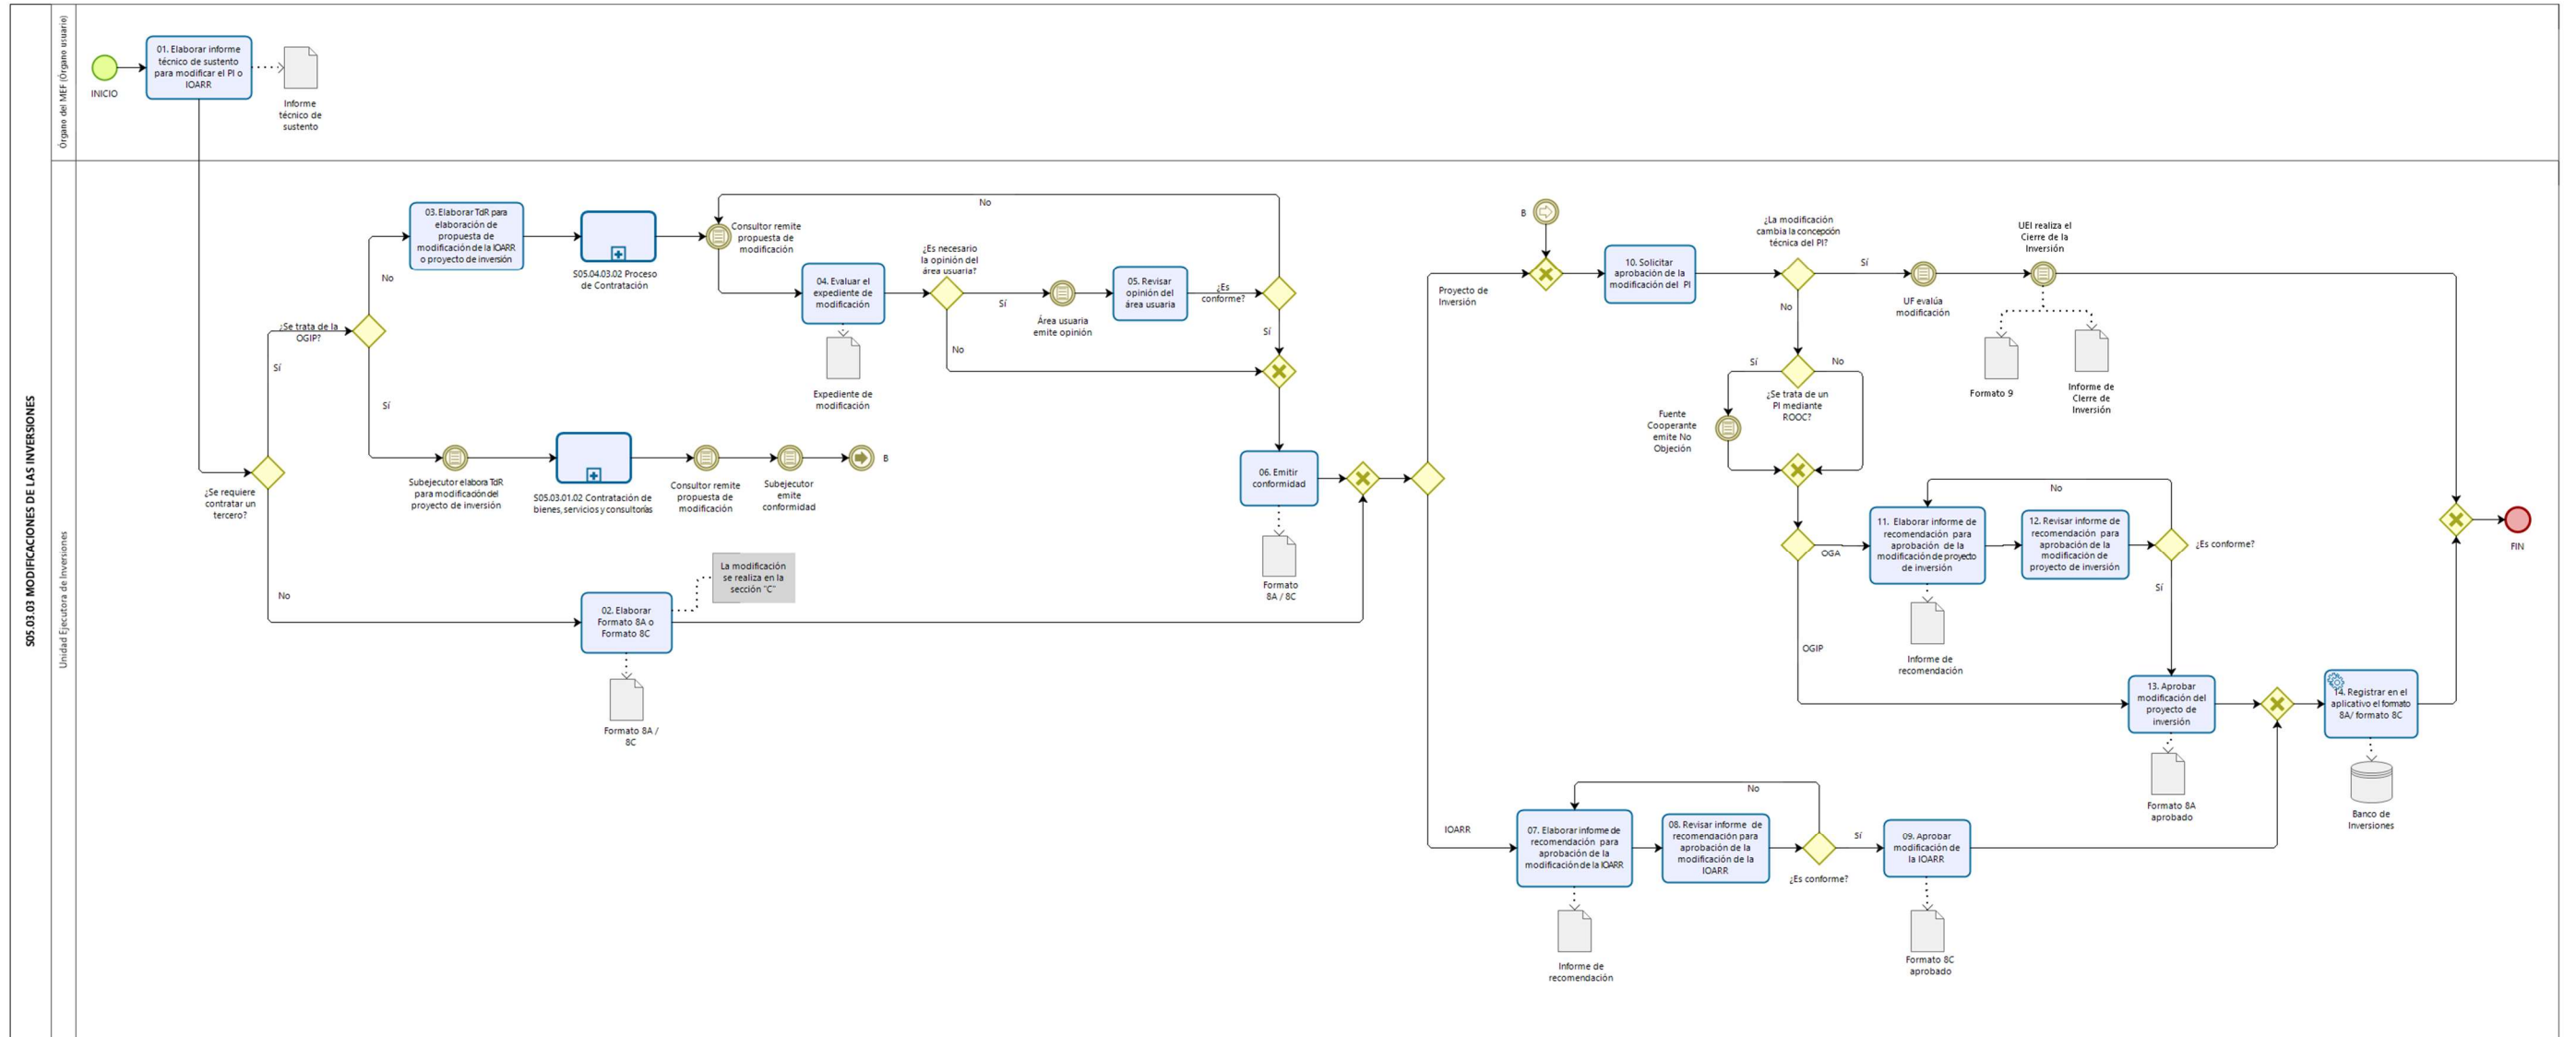 S05.03.03 MODIFICACIONES DE LAS INVERSIONES
Órgano del MEF (Órgano usuario)
INICIO
01. Elaborar informe
técnico de sustento
para modificar el PI o
IOARR
Informe
técnico de
sustento
Unidad Ejecutora de Inversiones
¿Se requiere
contratar un
tercero?
Sí
No
¿Se trata de la
OGIP?
No
Sí
03. Elaborar TdR para
elaboración de
propuesta de
modificación de la IOARR
o proyecto de inversión
S05.04.03.02 Proceso
de Contratación
Consultor remite
propuesta de
modificación
No
04. Evaluar el
expediente de
modificación
Expediente de
modificación
¿Es necesario
la opinión del
área usuaria?
Sí
No
Área usuaria
emite opinión
05. Revisar
opinión del
área usuaria
¿Es
conforme?
Sí
Subejecutor elabora TdR
para modificación del
proyecto de inversión
S05.03.01.02 Contratación de
bienes, servicios y consultorías
Consultor remite
propuesta de
modificación
Subejecutor
emite
conformidad
B
06. Emitir
conformidad
Formato
8A / 8C
La modificación
se realiza en la
sección "C"
02. Elaborar
Formato 8A o
Formato 8C
Formato 8A /
8C
Proyecto de
Inversión
IOARR
B
10. Solicitar
aprobación de la
modificación del PI
¿La modificación
cambia la concepción
técnica del PI?
Sí
No
UF evalúa
modificación
UEI realiza el
Cierre de la
Inversión
Formato 9
Informe de
Cierre de
Inversión
Sí
No
¿Se trata de un
PI mediante
ROOC?
Fuente
Cooperante
emite No
Objeción
OGA
OGIP
11. Elaborar informe de
recomendación para
aprobación de la
modificación de proyecto
de inversión
Informe de
recomendación
12. Revisar informe de
recomendación para
aprobación de la
modificación de
proyecto de inversión
No
¿Es conforme?
Sí
13. Aprobar
modificación del
proyecto de
inversión
Formato 8A
aprobado
14. Registrar en el
aplicativo el formato
8A/ formato 8C
Banco de
Inversiones
FIN
07. Elaborar informe de
recomendación para
aprobación de la
modificación de la IOARR
Informe de
recomendación
08. Revisar informe de
recomendación para
aprobación de la
modificación de la
IOARR
No
¿Es conforme?
Sí
09. Aprobar
modificación de
la IOARR
Formato 8C
aprobado